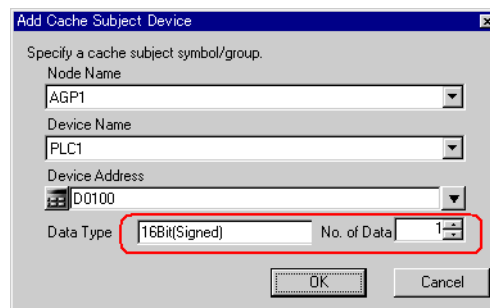 Add Cache Subject Device
Specify a cache subject symbol/group.
Node Name
AGP1
Device Name
PLC1
Device Address
D0100
Data Type 16Bit(Signed) No. of Data 1
OK Cancel